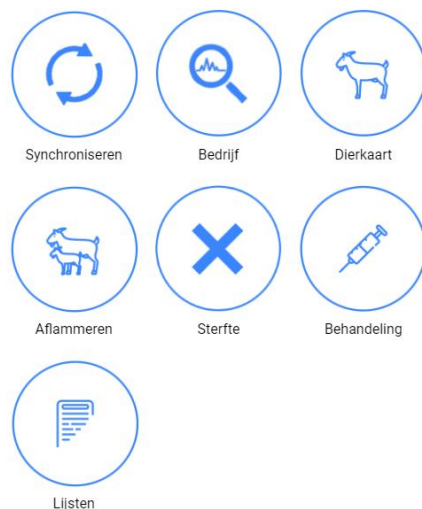 Synchroniseren
Bedrijf
Dierkaart
Aflammeren
Sterfte
Behandeling
Lijsten